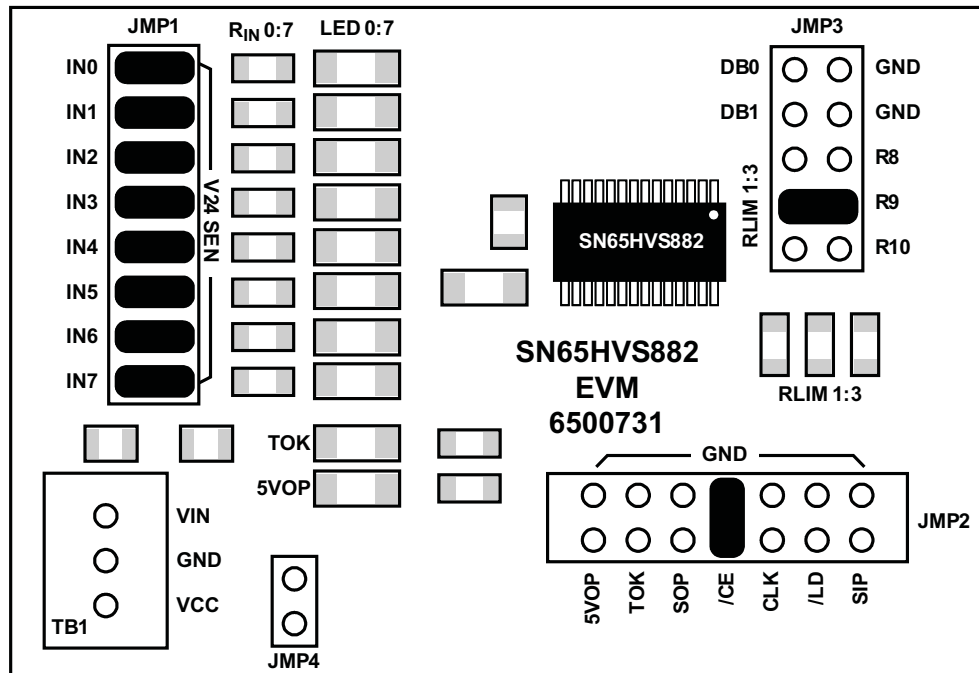 JMP1
R_IN 0:7
LED 0:7
IN0
IN1
IN2
IN3
IN4
IN5
IN6
IN7
V24 SEN
JMP3
DB0
GND
DB1
GND
R8
R9
R10
RLIM 1:3
SN65HVS882
SN65HVS882
EVM
6500731
RLIM 1:3
TOK
5VOP
GND
JMP2
5VOP
TOK
SOP
/CE
CLK
/LD
SIP
VIN
GND
VCC
TB1
JMP4